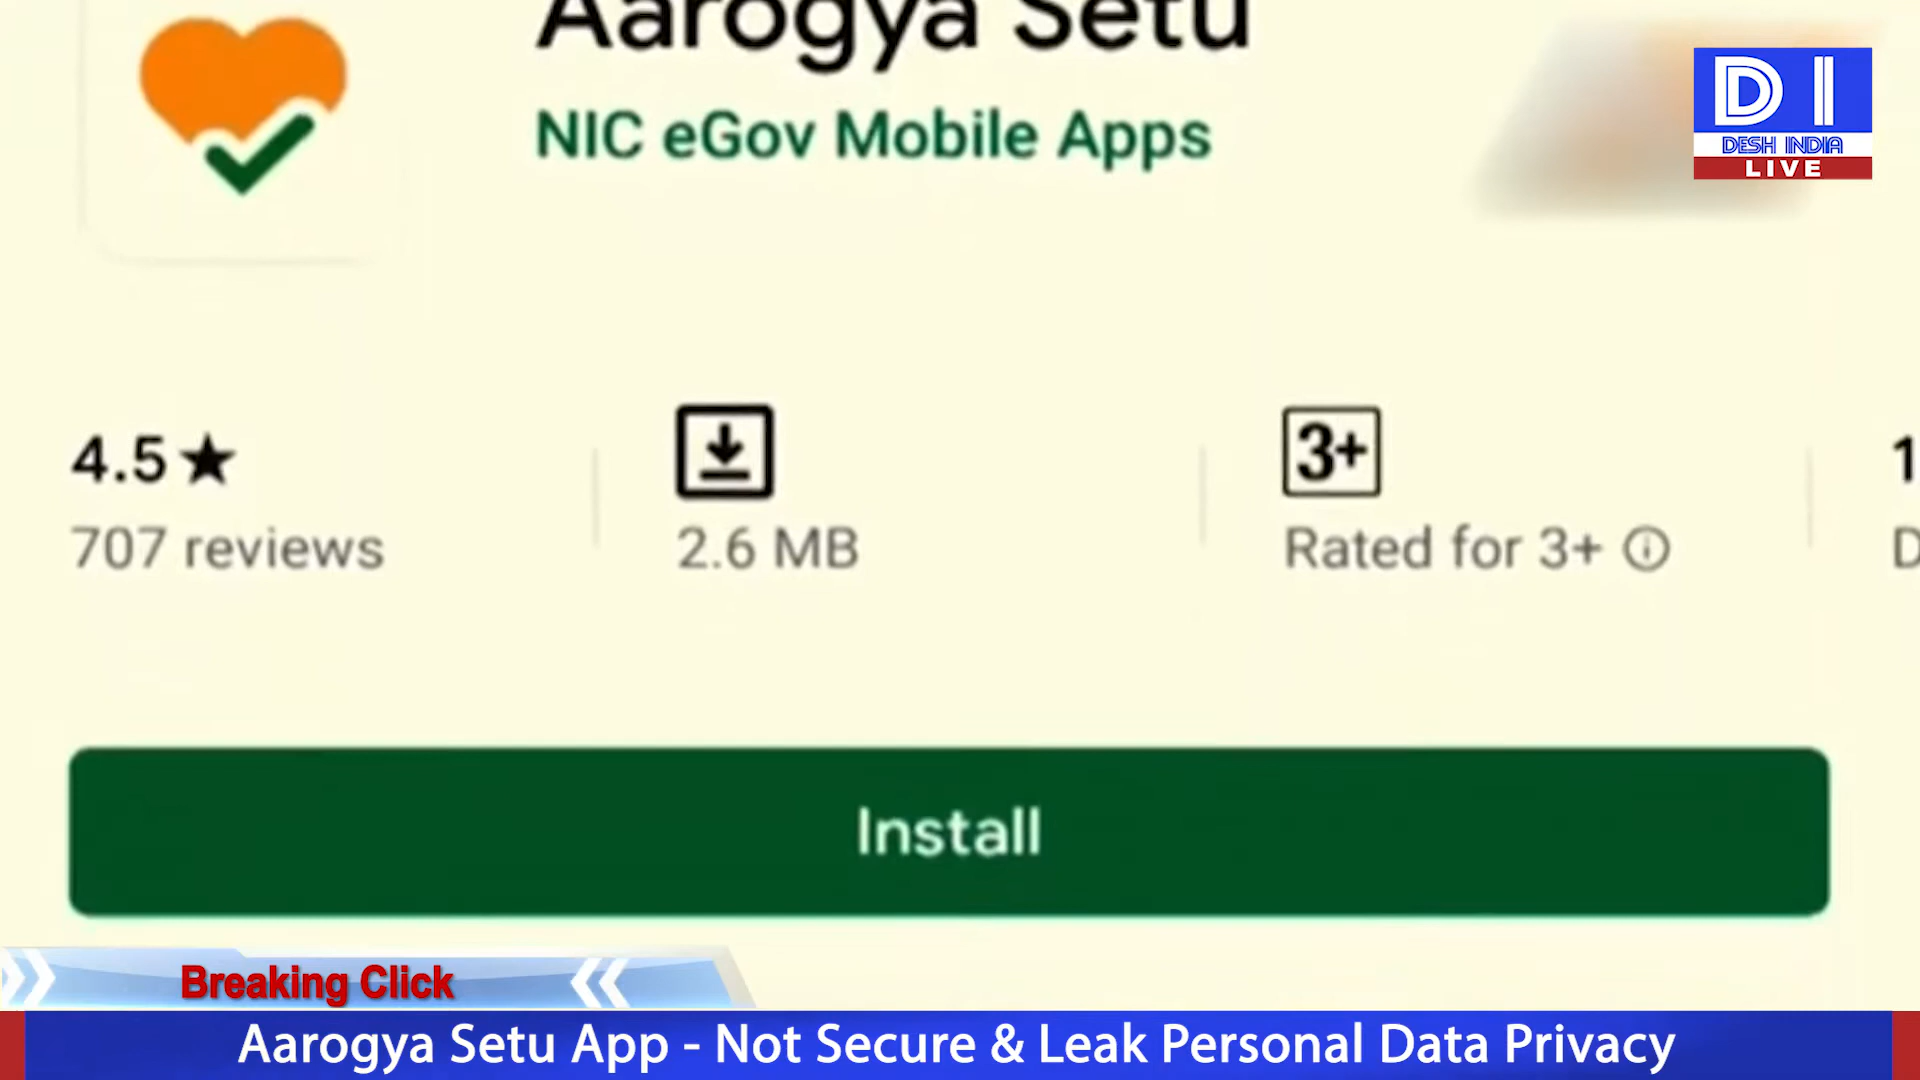 Aarogya Setu
NIC eGov Mobile Apps
D I
DESH INDIA
LIVE
4.5★
707 reviews
2.6 MB
3+
Rated for 3+
1
D
Install
Breaking Click
Aarogya Setu App - Not Secure & Leak Personal Data Privacy